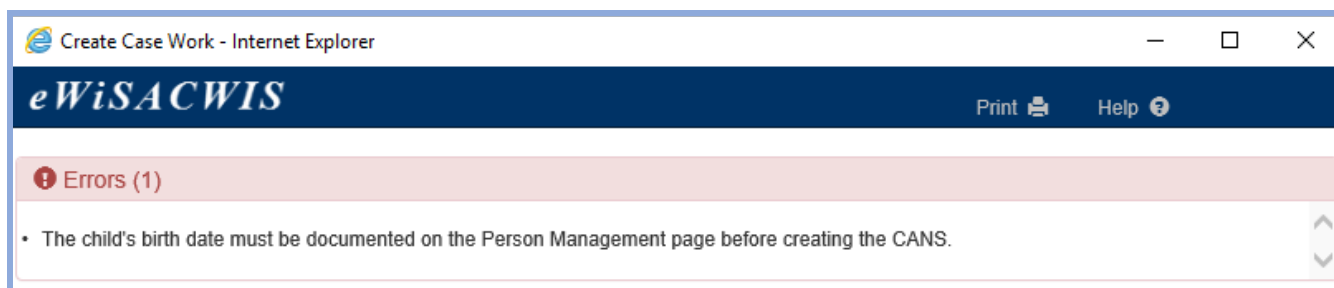 Create Case Work - Internet Explorer
eWiSACWIS
Print Help
Errors (1)
• The child's birth date must be documented on the Person Management page before creating the CANS.